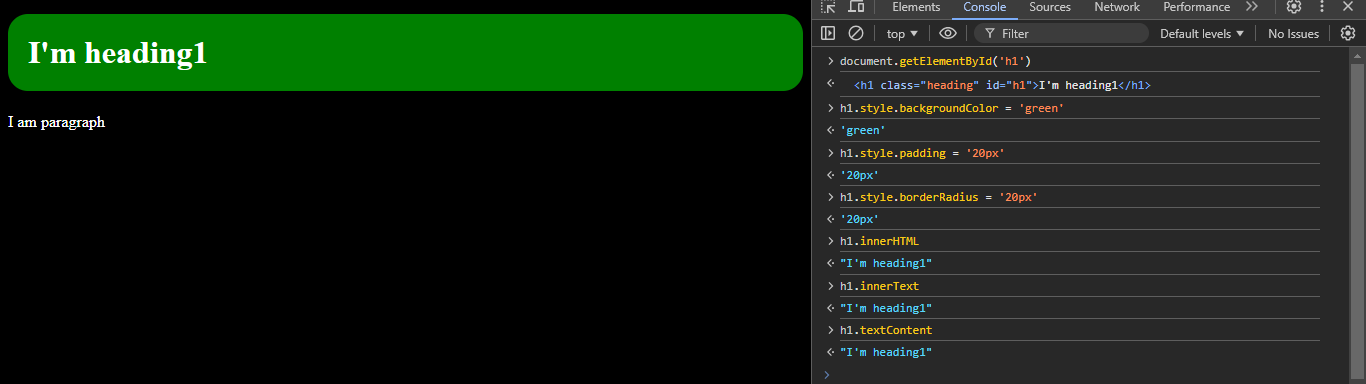 I'm heading1
I am paragraph
Elements Console Sources Network Performance
top Filter Default levels No Issues
document.getElementById('h1')
<h1 class="heading" id="h1">I'm heading1</h1>
h1.style.backgroundColor = 'green'
'green'
h1.style.padding = '20px'
'20px'
h1.style.borderRadius = '20px'
'20px'
h1.innerHTML
"I'm heading1"
h1.innerText
"I'm heading1"
h1.textContent
"I'm heading1"